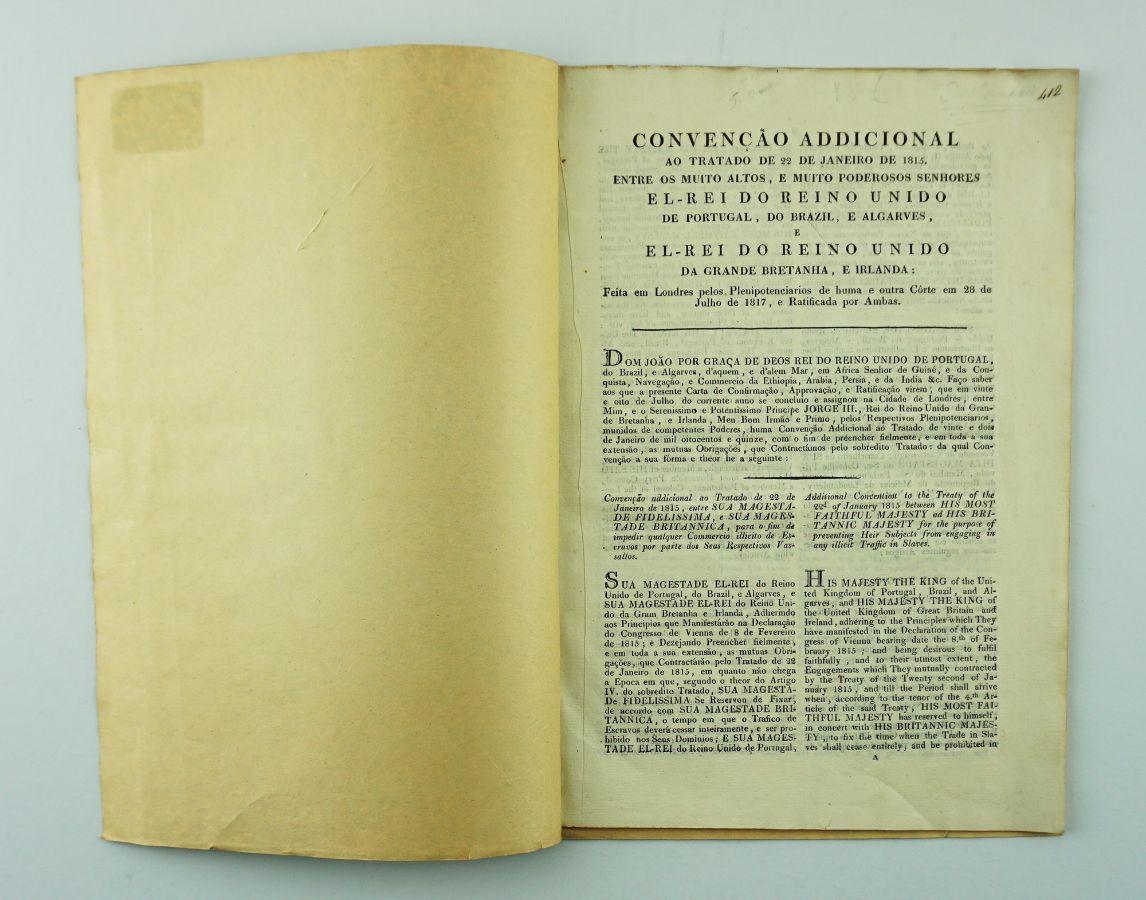 412
CONVENÇÃO ADDICIONAL
AO TRATADO DE 22 DE JANEIRO DE 1815.
ENTRE OS MUITO ALTOS, E MUITO PODEROSOS SENHORES
EL-REI DO REINO UNIDO
DE PORTUGAL, DO BRAZIL, E ALGARVES,
E
EL-REI DO REINO UNIDO
DA GRANDE BRETANHA, E IRLANDA:
Feita em Londres pelos Plenipotenciarios de huma e outra Côrte em 28 de
Julho de 1817, e Ratificada por Ambas.
DOM JOÃO POR GRAÇA DE DEOS REI DO REINO UNIDO DE PORTUGAL,
do Brazil, e Algarves, d'aquem, e d'alem Mar, em Africa Senhor de Guiné, e da Con-
quista, Navegação, e Commercio da Ethiopia, Arabia, Persia, e da India &c. Faço saber
aos que a presente Carta de Confirmação, Approvação, e Ratificação virem, que em vinte
e oito de Julho do corrente anno se concluio e assignou na Cidade de Londres, entre
Mim, e o Serenissimo e Potentissimo Principe JORGE III., Rei do Reino Unido da Gran-
de Bretanha, e Irlanda, Meu Bom Irmão e Primo, pelos Respectivos Plenipotenciarios,
munidos de competentes Poderes, huma Convenção Addicional ao Tratado de vinte e dois
de Janeiro de mil oitocentos e quinze, com o fim de préencher fielmente, e em toda a sua
extensão, as mutuas Obrigações, que Contractámos pelo sobredito Tratado: da qual Con-
venção a sua fórma e theor he a seguinte:
Convenção addicional ao Tratado de 22 de
Janeiro de 1815, entre SUA MAGESTA-
DE FIDELISSIMA, e SUA MAGES-
TADE BRITANNICA, para o fim de
impedir qualquer Commercio illicito de Es-
cravos por parte dos Seus Respectivos Vas-
sallos.
SUA MAGESTADE EL-REI do Reino
Unido de Portugal, do Brazil, e Algarves, e
SUA MAGESTADE EL-REI do Reino Uni-
do da Gram Bretanha e Irlanda, Adherindo
aos Principios que Manifestárão na Declaração
do Congresso de Vienna de 8 de Fevereiro
de 1815; e Dezejando Preencher fielmente,
e em toda a sua extensão, as mutuas Obri-
gações, que Contractárão pelo Tratado de 22
de Janeiro de 1815, em quanto não chega
a Epoca em que, segundo o theor do Artigo
IV. do sobredito Tratado, SUA MAGESTA-
De FIDELISSIMA Se Reservou de Fixar,
de accordo com SUA MAGESTADE BRI-
TANNICA, o tempo em que o Trafico de
Escravos deverá cessar inteiramente, e ser pro-
hibido nos Seus Dominios; E SUA MAGES-
TADE EL-REI do Reino Unido de Portugal,
Additional Convention to the Treaty of the
22d of January 1815 between HIS MOST
FAITHFUL MAJESTY ad HIS BRI-
TANNIC MAJESTY for the purpose of
preventing Heir Subjects from engaging in
any illicit Traffic in Slaves.
HIS MAJESTY THE KING of the Uni-
ted Kingdom of Portugal, Brazil, and Al-
garves, and HIS MAJESTY THE KING of
the United Kingdom of Great Britain and
Ireland, adhering to the Principles which They
have manifested in the Declaration of the Con-
gress of Vienna bearing date the 8.th of Fe-
bruary 1815; and being desirous to fulfil
faithfully, and to their utmost extent, the
Engagements which They mutually contracted
by the Treaty of the Twenty second of Ja-
nuary 1815, and till the Period shall arrive
when, according to the tenor of the 4.th Ar-
ticle of the said Treaty, HIS MOST FAI-
THFUL MAJESTY has reserved to himself,
in concert with HIS BRITANNIC MAJES-
TY, to fix the time when the Trade in Sla-
ves shall cease entirely, and be prohibited in
A